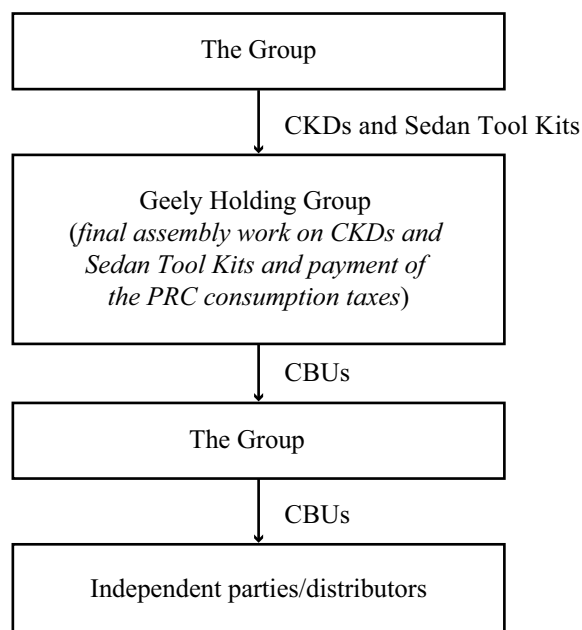 The Group
CKDs and Sedan Tool Kits
Geely Holding Group
(final assembly work on CKDs and
Sedan Tool Kits and payment of
the PRC consumption taxes)
CBUs
The Group
CBUs
Independent parties/distributors